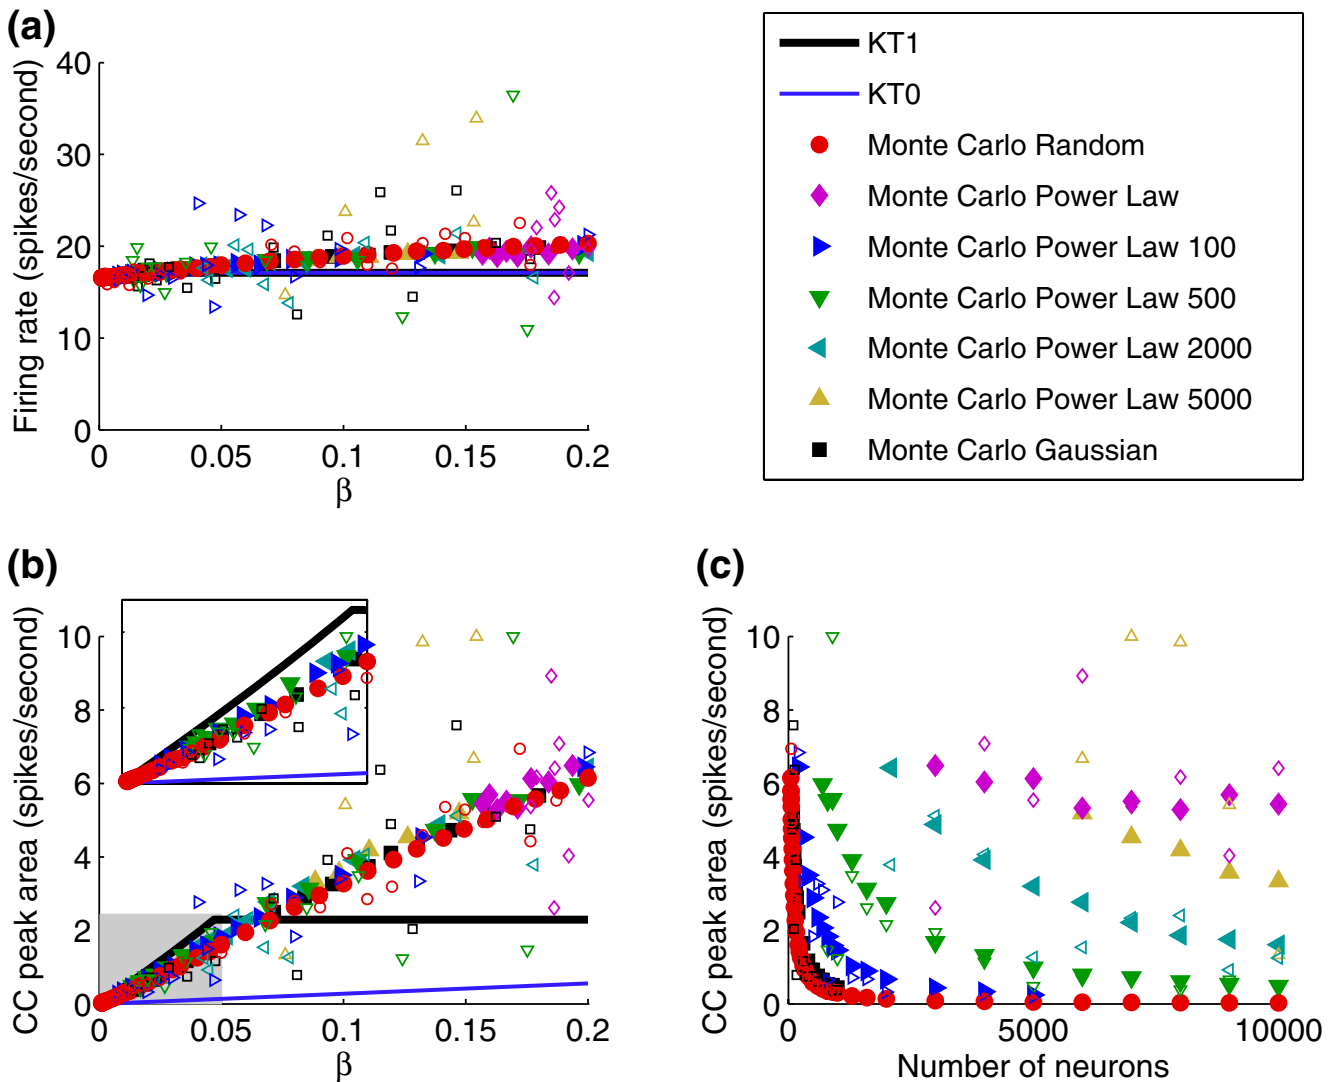 (a)
Firing rate (spikes/second)
40
30
20
10
0
0 0.05 0.1 0.15 0.2
β
KT1
KT0
Monte Carlo Random
Monte Carlo Power Law
Monte Carlo Power Law 100
Monte Carlo Power Law 500
Monte Carlo Power Law 2000
Monte Carlo Power Law 5000
Monte Carlo Gaussian
(b)
CC peak area (spikes/second)
10
8
6
4
2
0
0 0.05 0.1 0.15 0.2
β
(c)
CC peak area (spikes/second)
10
8
6
4
2
0
0 5000 10000
Number of neurons